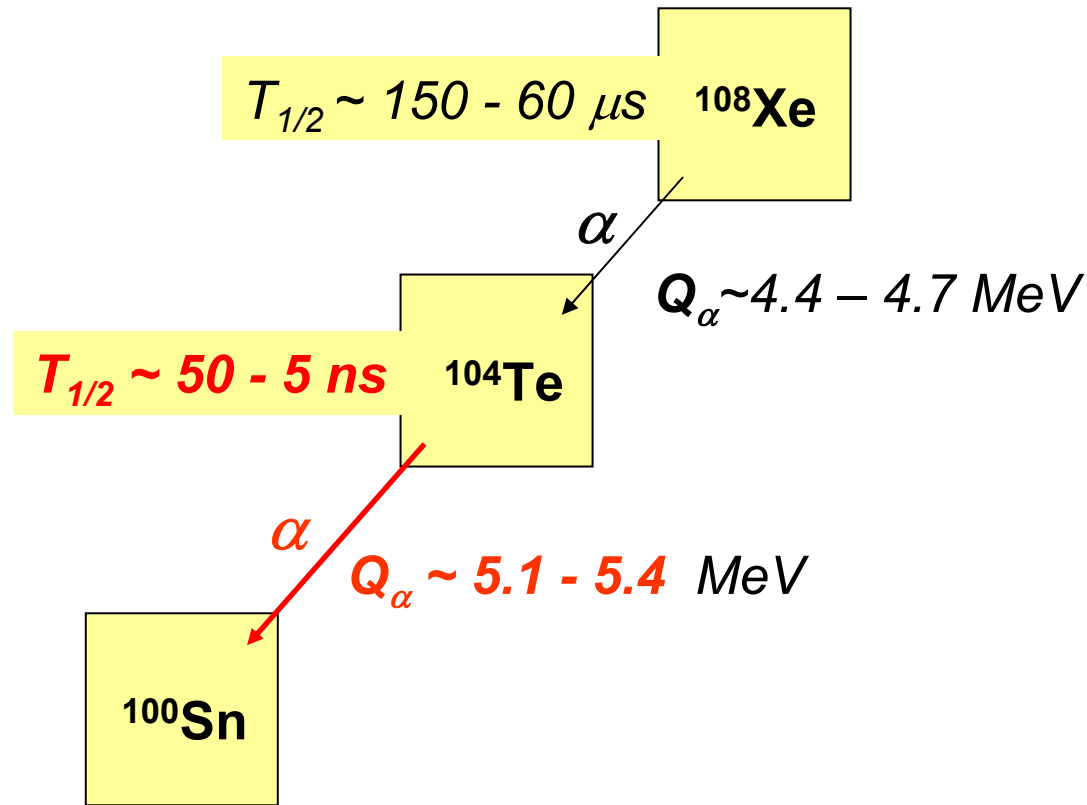 T1/2 ~ 150 - 60 μs
108Xe
α
Qα~4.4 – 4.7 MeV
T1/2 ~ 50 - 5 ns
104Te
α
Qα ~ 5.1 - 5.4 MeV
100Sn